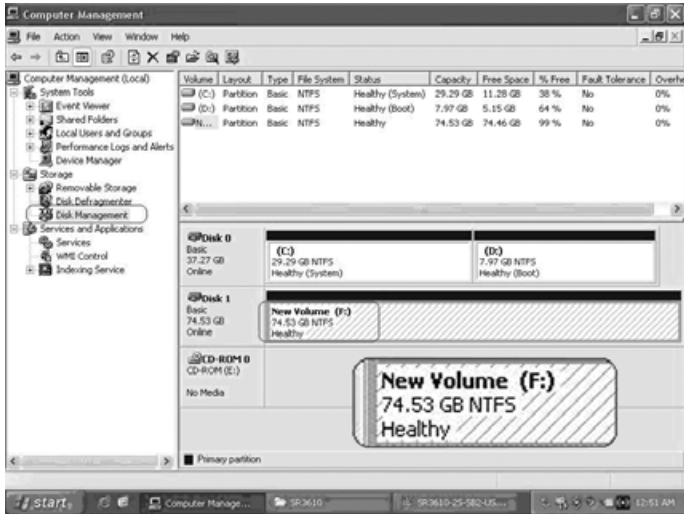 Computer Management
File Action View Window Help
Computer Management (Local)
System Tools
Event Viewer
Shared Folders
Local Users and Groups
Performance Logs and Alerts
Device Manager
Storage
Removable Storage
Disk Defragmenter
Disk Management
Services and Applications
Services
WMI Control
Indexing Service
Volume Layout Type File System Status Capacity Free Space % Free Fault Tolerance Overhe
(C:) Partition Basic NTFS Healthy (System) 29.29 GB 11.28 GB 38 % No 0%
(D:) Partition Basic NTFS Healthy (Boot) 7.97 GB 5.15 GB 64 % No 0%
N... Partition Basic NTFS Healthy 74.53 GB 74.46 GB 99 % No 0%
Disk 0
Basic
37.27 GB
Online
(C:)
29.29 GB NTFS
Healthy (System)
(D:)
7.97 GB NTFS
Healthy (Boot)
Disk 1
Basic
74.53 GB
Online
New Volume (F:)
74.53 GB NTFS
Healthy
CD-ROM 0
CD-ROM (E:)
No Media
New Volume (F:)
74.53 GB NTFS
Healthy
Primary partition
start
Computer Manage...
SR3610
SR3610-2S-SB2-US...
12:51 AM